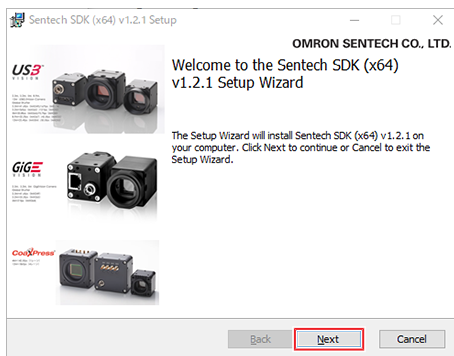 Sentech SDK (x64) v1.2.1 Setup
OMRON SENTECH CO., LTD.
USB3
VISION
Welcome to the Sentech SDK (x64)
v1.2.1 Setup Wizard
The Setup Wizard will install Sentech SDK (x64) v1.2.1 on
your computer. Click Next to continue or Cancel to exit the
Setup Wizard.
GiGE
VISION
CoaXPress
Back
Next
Cancel